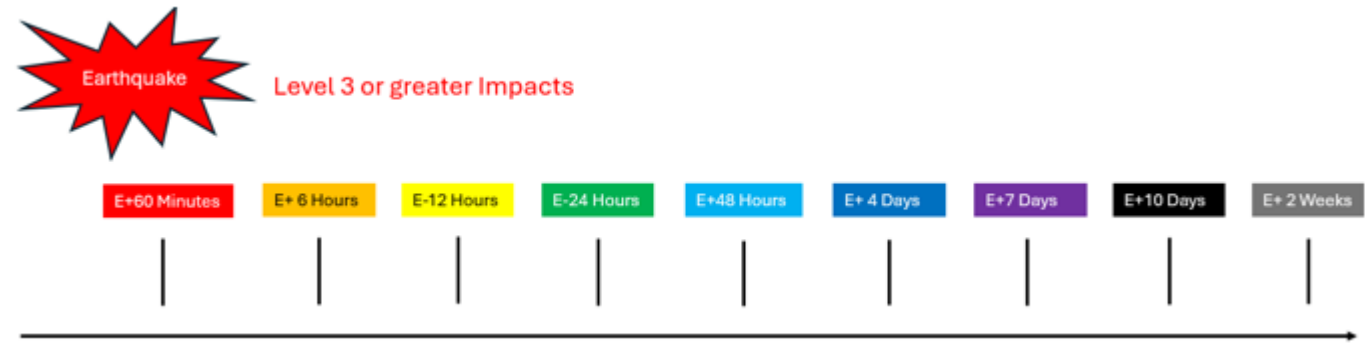 Earthquake
Level 3 or greater Impacts
E+60 Minutes
E+ 6 Hours
E-12 Hours
E-24 Hours
E+48 Hours
E+ 4 Days
E+7 Days
E+10 Days
E+ 2 Weeks